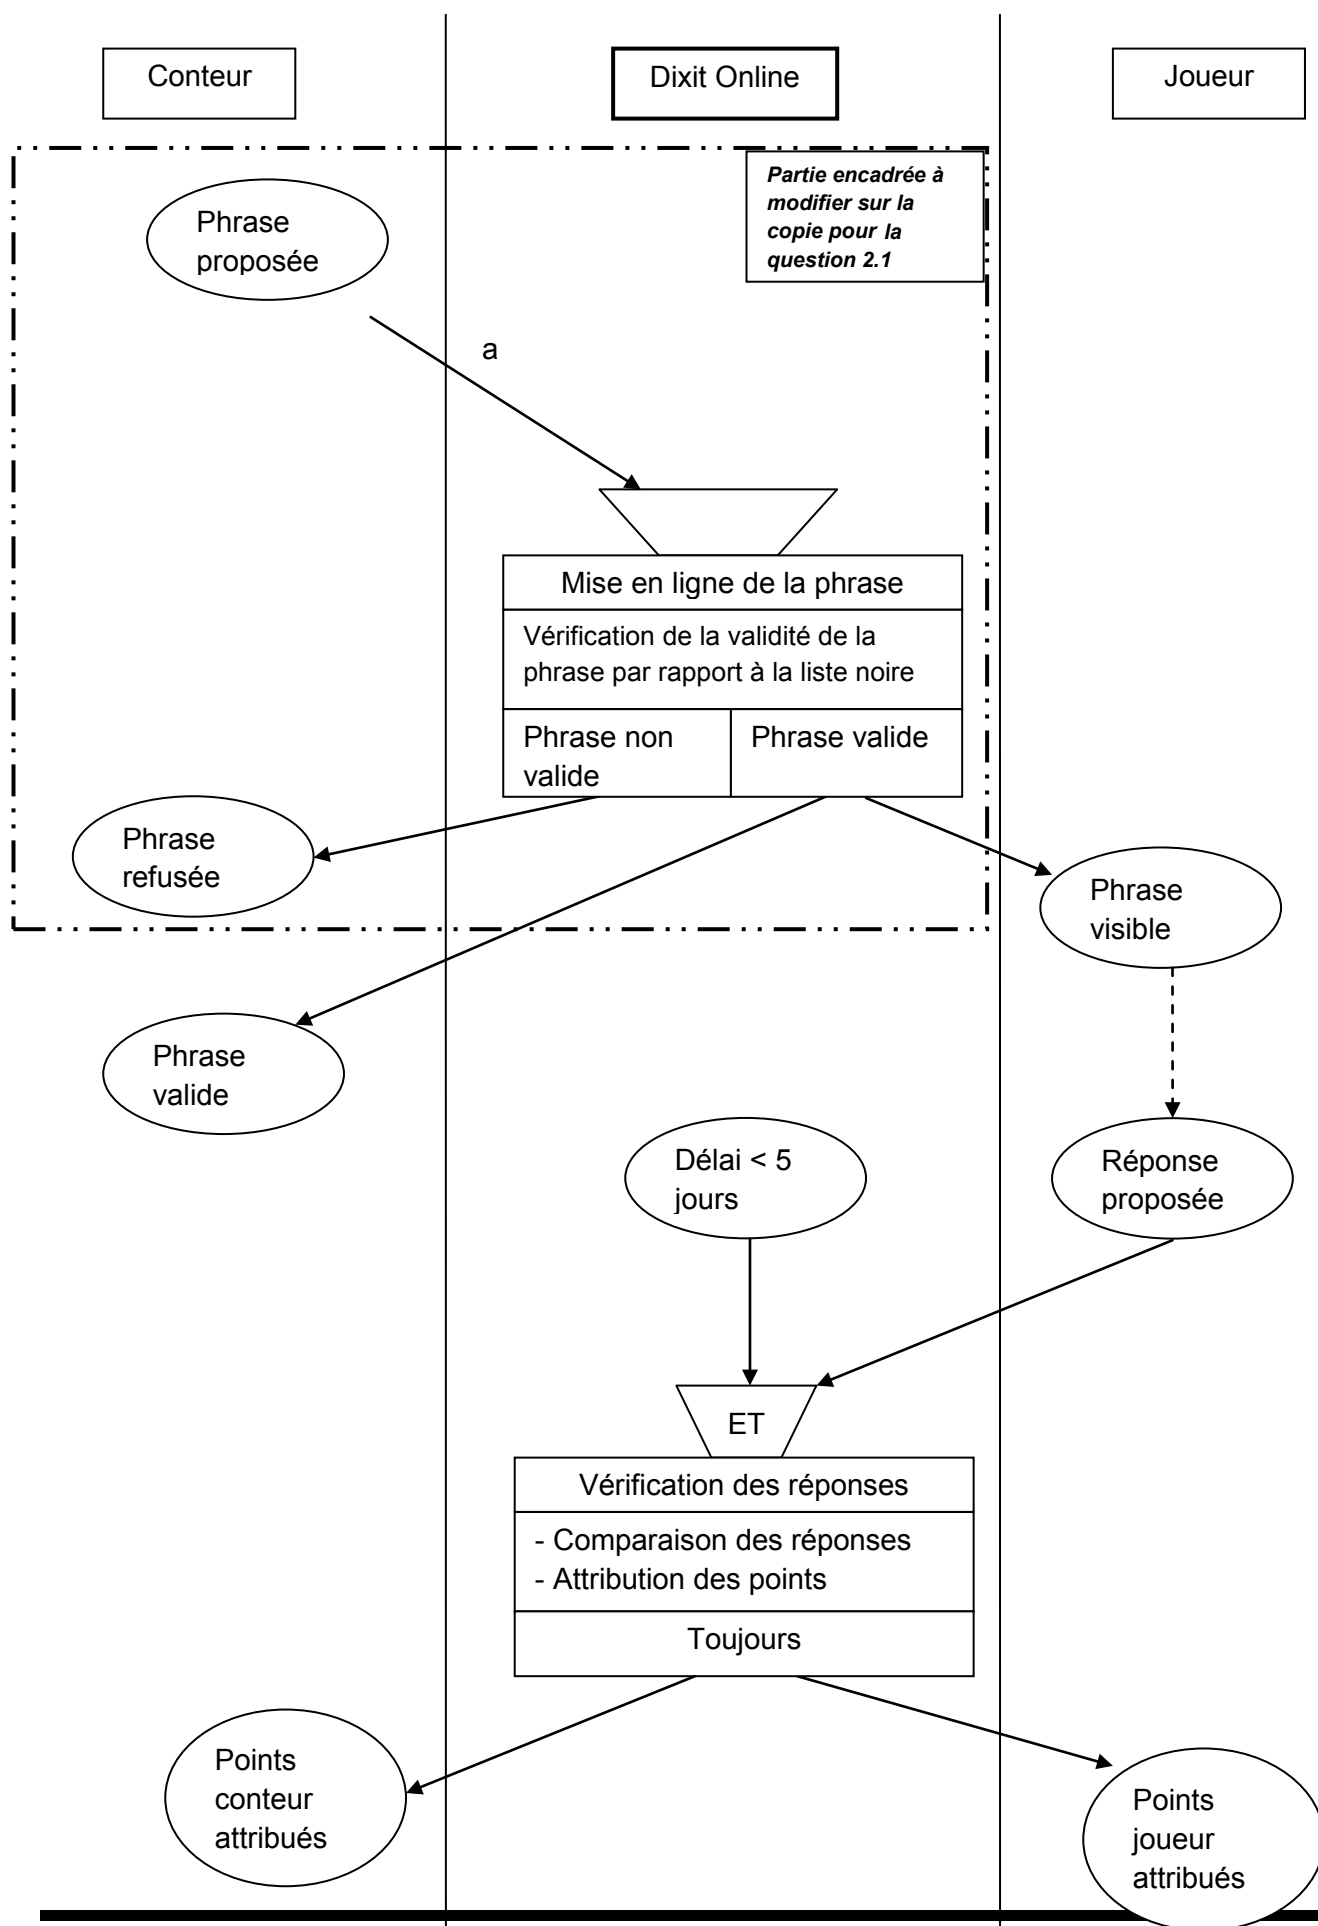 Conteur
Dixit Online
Joueur
Partie encadrée à
modifier sur la
copie pour la
question 2.1
Phrase
proposée
a
Mise en ligne de la phrase
Vérification de la validité de la
phrase par rapport à la liste noire
Phrase non
valide
Phrase valide
Phrase
refusée
Phrase
visible
Phrase
valide
Délai < 5
jours
Réponse
proposée
ET
Vérification des réponses
- Comparaison des réponses
- Attribution des points
Toujours
Points
conteur
attribués
Points
joueur
attribués